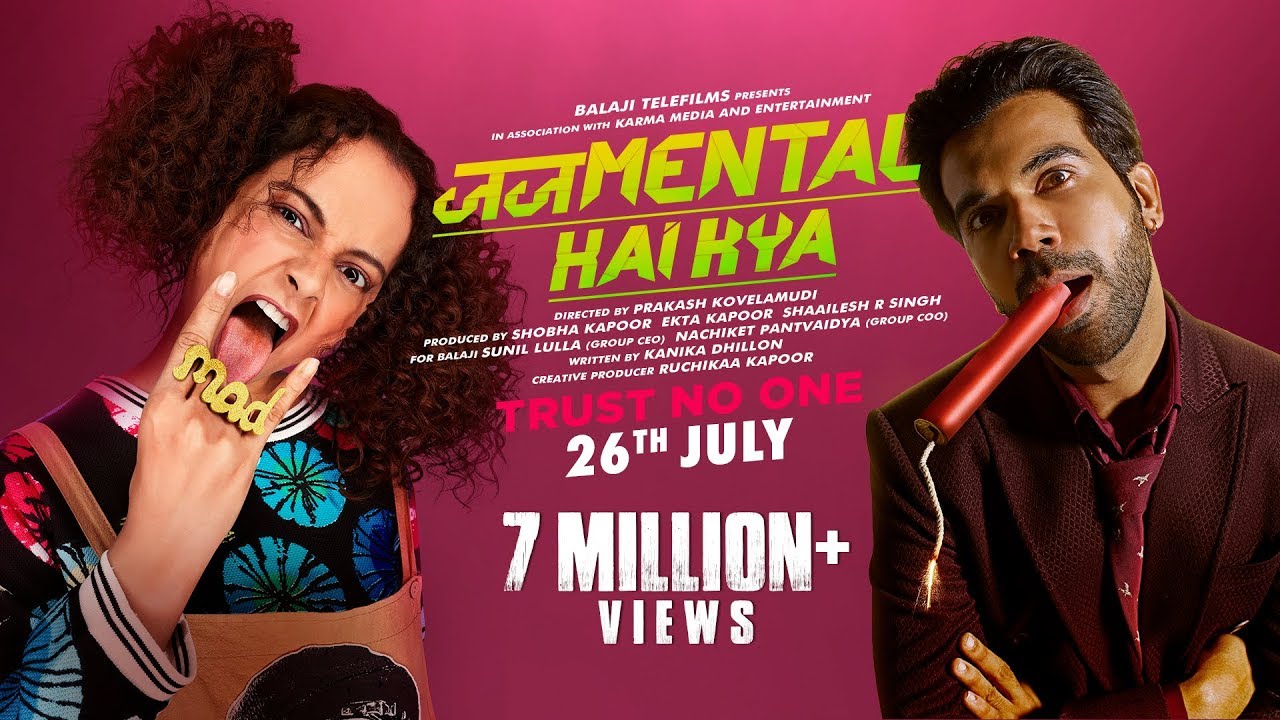 BALAJI TELEFILMS PRESENTS
IN ASSOCIATION WITH KARMA MEDIA AND ENTERTAINMENT
जजMENTAL
HAI KYA
DIRECTED BY PRAKASH KOVELAMUDI
PRODUCED BY SHOBHA KAPOOR EKTA KAPOOR SHAAILESH R SINGH
FOR BALAJI SUNIL LULLA (GROUP CEO) NACHIKET PANTVAIDYA (GROUP COO)
WRITTEN BY KANIKA DHILLON
CREATIVE PRODUCER RUCHIKAA KAPOOR
TRUST NO ONE
26TH JULY
7 MILLION+
VIEWS
mad